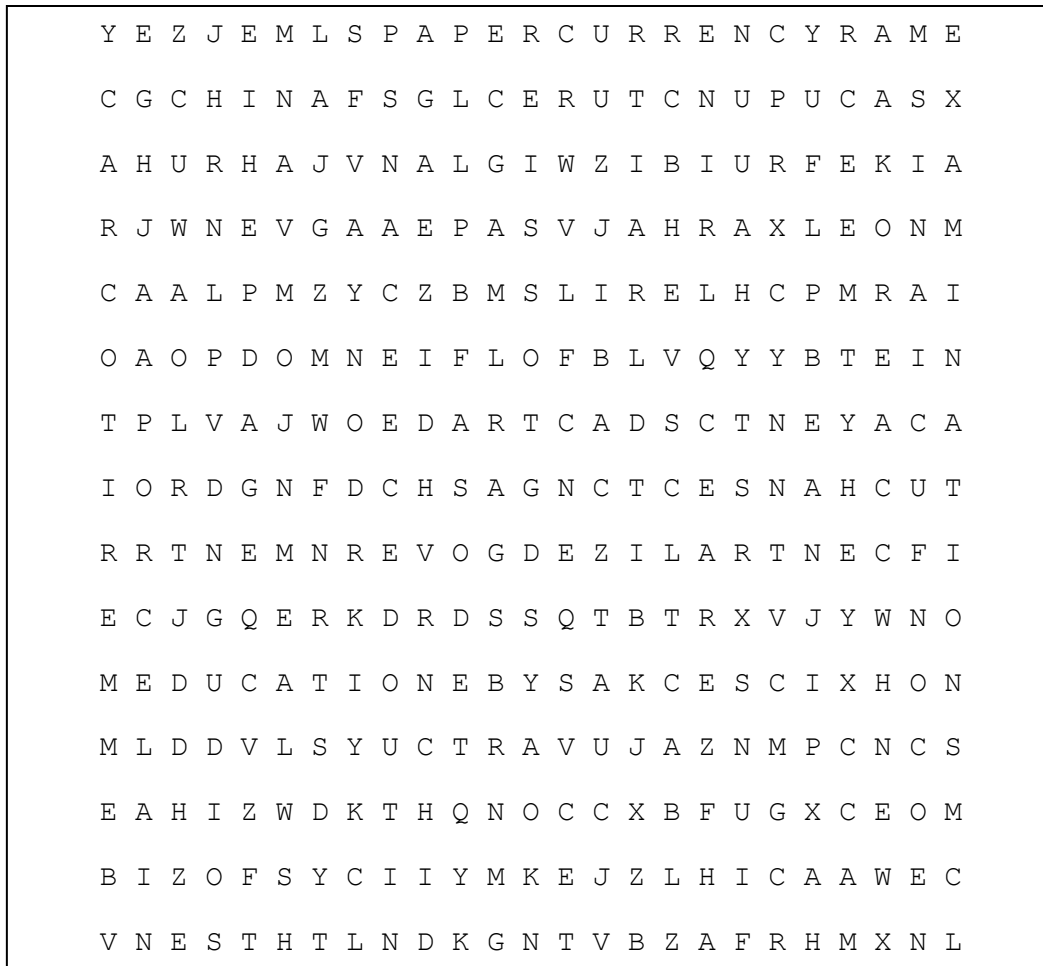 Y E Z J E M L S P A P E R C U R R E N C Y R A M E
C G C H I N A F S G L C E R U T C N U P U C A S X
A H U R H A J V N A L G I W Z I B I U R F E K I A
R J W N E V G A A E P A S V J A H R A X L E O N M
C A A L P M Z Y C Z B M S L I R E L H C P M R A I
O A O P D O M N E I F L O F B L V Q Y Y B T E I N
T P L V A J W O E D A R T C A D S C T N E Y A C A
I O R D G N F D C H S A G N C T C E S N A H C U T
R R T N E M N R E V O G D E Z I L A R T N E C F I
E C J G Q E R K D R D S S Q T B T R X V J Y W N O
M E D U C A T I O N E B Y S A K C E S C I X H O N
M L D D V L S Y U C T R A V U J A Z N M P C N C S
E A H I Z W D K T H Q N O C C X B F U G X C E O M
B I Z O F S Y C I I Y M K E J Z L H I C A A W E C
V N E S T H T L N D K G N T V B Z A F R H M X N L